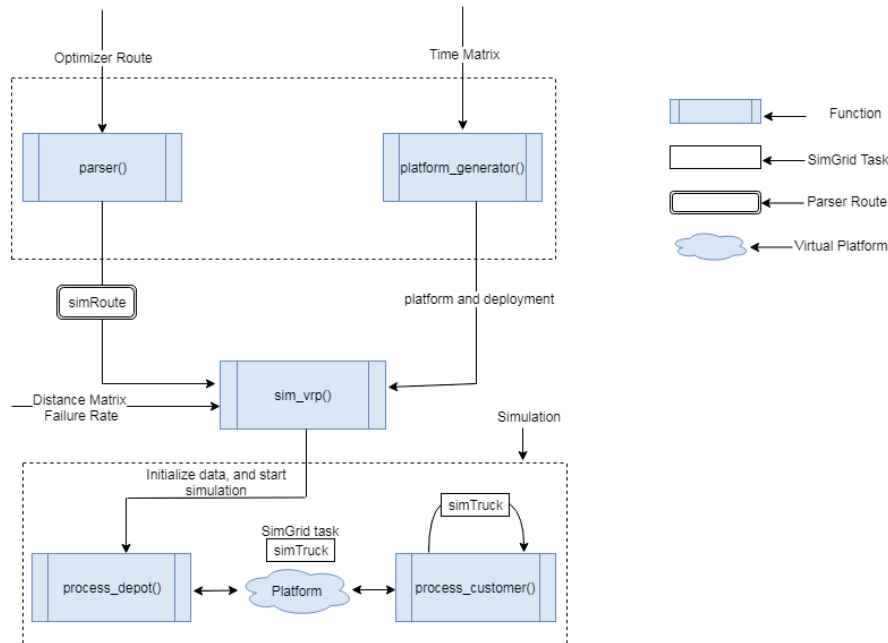 Optimizer Route
Time Matrix
parser()
platform_generator()
Function
SimGrid Task
Parser Route
Virtual Platform
simRoute
platform and deployment
sim_vrp()
Distance Matrix
Failure Rate
Simulation
Initialize data, and start
simulation
simTruck
SimGrid task
simTruck
process_depot()
Platform
process_customer()